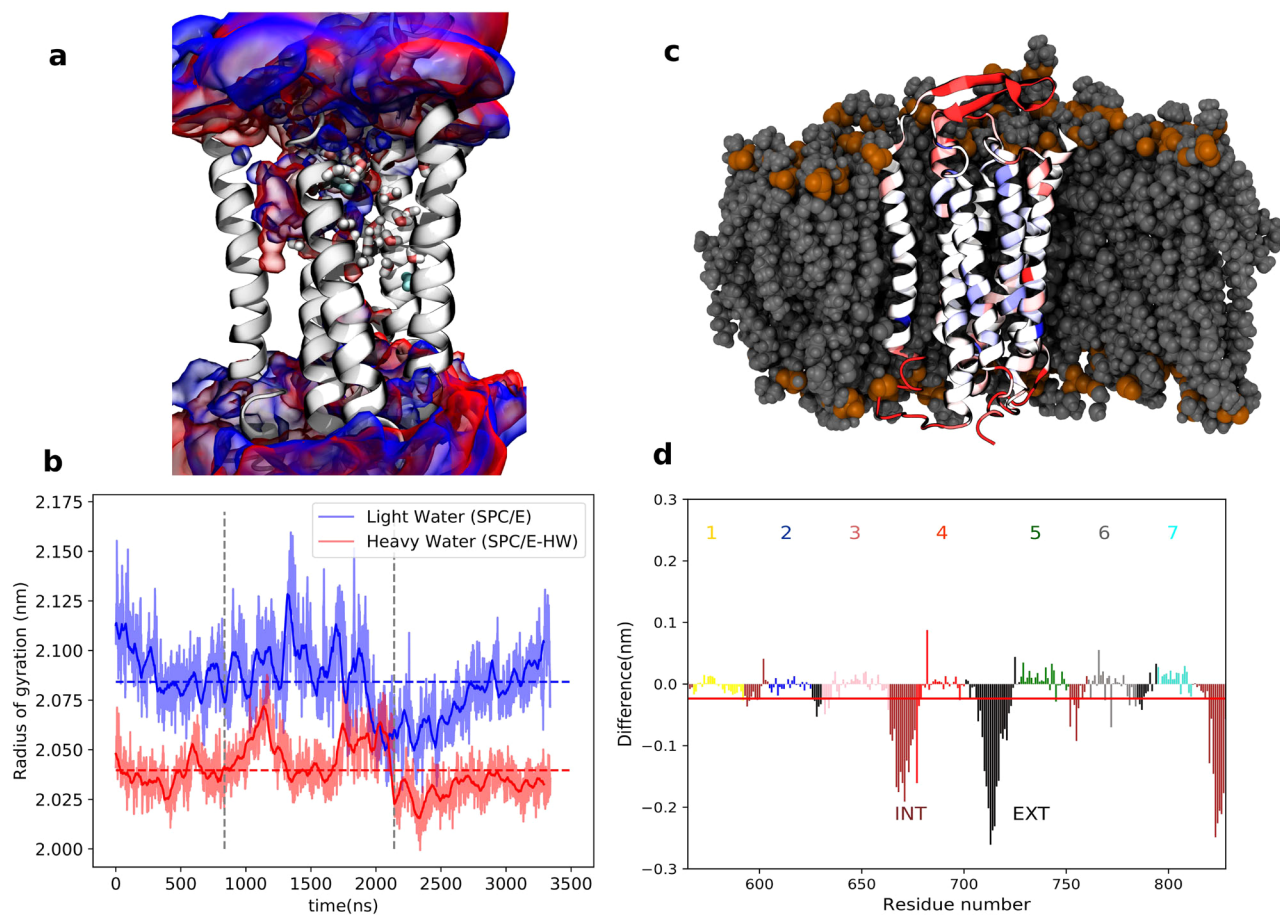 a
b
Radius of gyration (nm)
2.175
2.150
2.125
2.100
2.075
2.050
2.025
2.000
Light Water (SPC/E)
Heavy Water (SPC/E-HW)
0 500 1000 1500 2000 2500 3000 3500
time(ns)
c
d
Difference(nm)
0.3
0.2
0.1
0.0
−0.1
−0.2
−0.3
1 2 3 4 5 6 7
INT EXT
600 650 700 750 800
Residue number